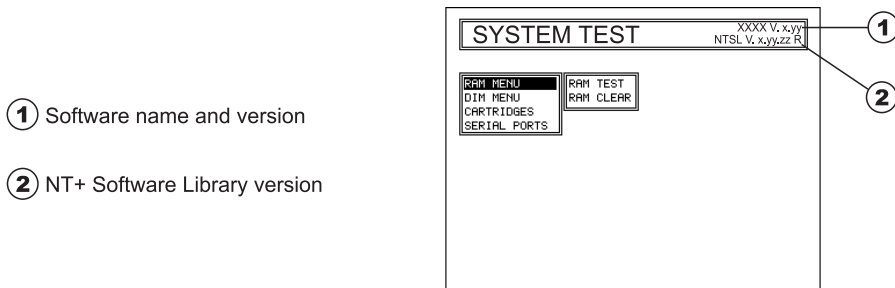 1 Software name and version
2 NT+ Software Library version
SYSTEM TEST
XXXX V. x.yy
NTSL V. x.yy.zz R
1
2
RAM MENU
DIM MENU
CARTRIDGES
SERIAL PORTS
RAM TEST
RAM CLEAR